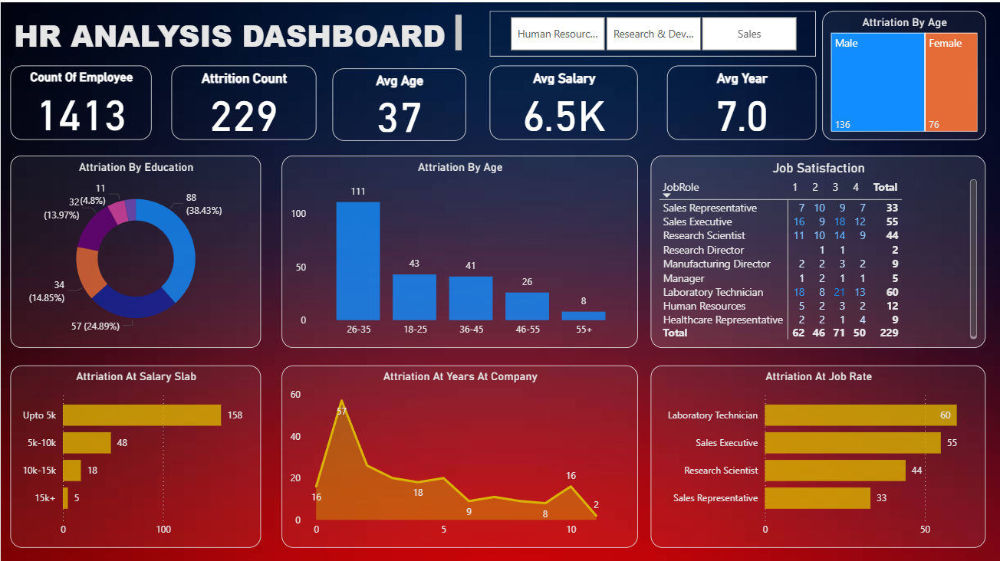 HR ANALYSIS DASHBOARD
Human Resourc...
Research & Dev...
Sales
Attriation By Age
Male
Female
136
76
Count Of Employee
1413
Attrition Count
229
Avg Age
37
Avg Salary
6.5K
Avg Year
7.0
Attriation By Education
11
(4.8%)
88
(38.43%)
32
(13.97%)
34
(14.85%)
57 (24.89%)
Attriation By Age
100
50
0
111
43
41
26
8
26-35
18-25
36-45
46-55
55+
Job Satisfaction
JobRole 1 2 3 4 Total
Sales Representative 7 10 9 7 33
Sales Executive 16 9 18 12 55
Research Scientist 11 10 14 9 44
Research Director 1 1 2
Manufacturing Director 2 2 3 2 9
Manager 1 2 1 1 5
Laboratory Technician 18 8 21 13 60
Human Resources 5 2 3 2 12
Healthcare Representative 2 2 1 4 9
Total 62 46 71 50 229
Attriation At Salary Slab
Upto 5k 158
5k-10k 48
10k-15k 18
15k+ 5
0 100
Attriation At Years At Company
60
40
20
0
16
57
18
9
8
16
2
0 5 10
Attriation At Job Rate
Laboratory Technician 60
Sales Executive 55
Research Scientist 44
Sales Representative 33
0 50